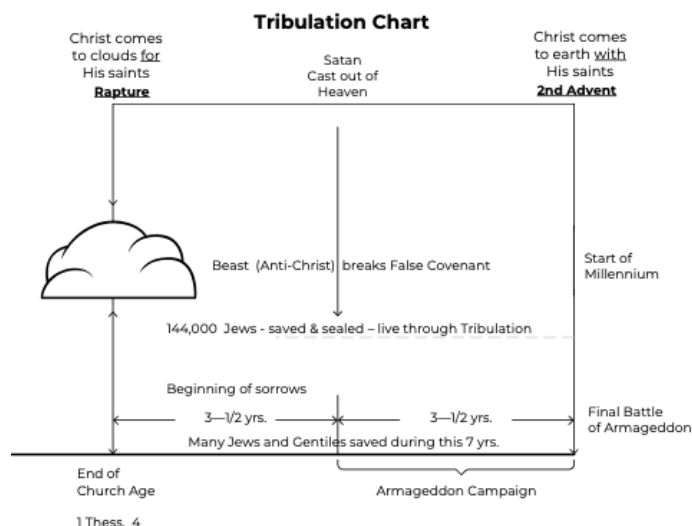 Tribulation Chart
Christ comes
to clouds for
His saints
Rapture
Satan
Cast out of
Heaven
Christ comes
to earth with
His saints
2nd Advent
Beast (Anti-Christ) breaks False Covenant
Start of
Millennium
144,000 Jews - saved & sealed – live through Tribulation
Beginning of sorrows
3—1/2 yrs.
3—1/2 yrs.
Final Battle
of Armageddon
Many Jews and Gentiles saved during this 7 yrs.
End of
Church Age
Armageddon Campaign
1 Thess. 4